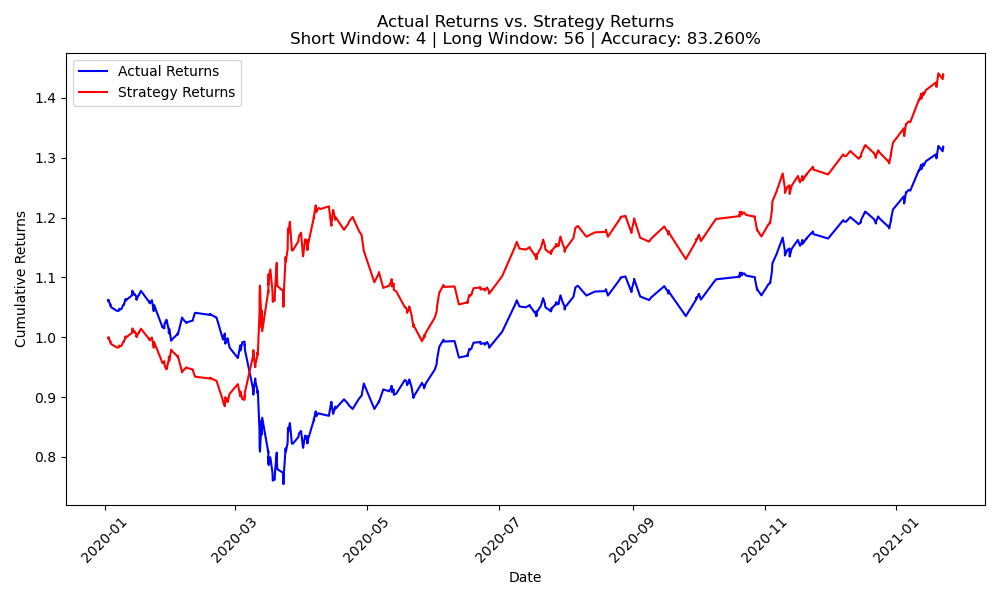 Actual Returns vs. Strategy Returns
Short Window: 4 | Long Window: 56 | Accuracy: 83.260%
Actual Returns
Strategy Returns
Cumulative Returns
1.4
1.3
1.2
1.1
1.0
0.9
0.8
2020-01
2020-03
2020-05
2020-07
2020-09
2020-11
2021-01
Date